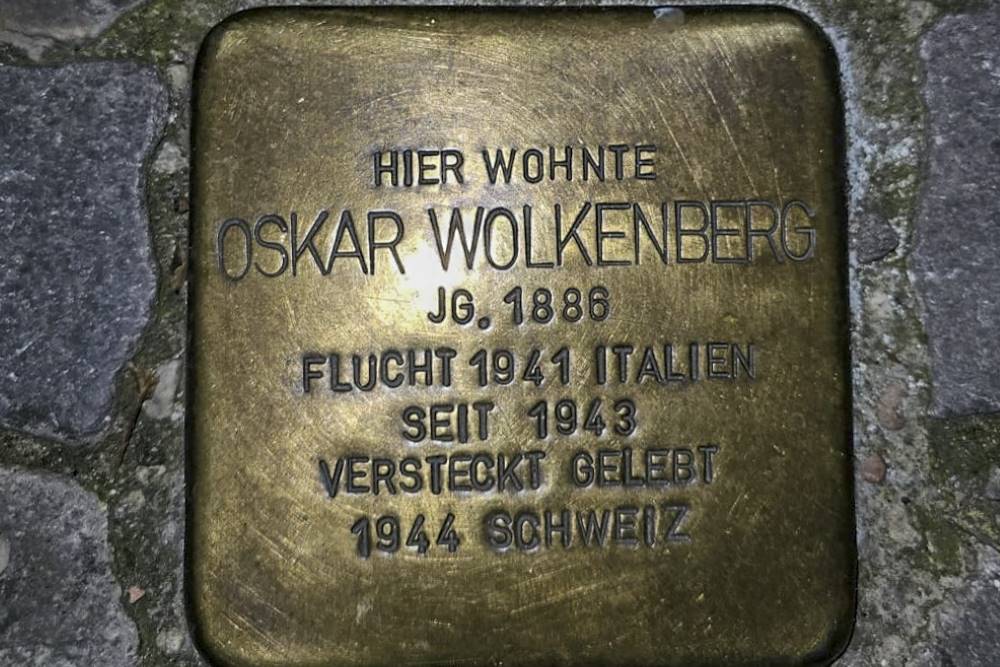 HIER WOHNTE
OSKAR WOLKENBERG
JG. 1886
FLUCHT 1941 ITALIEN
SEIT 1943
VERSTECKT GELEBT
1944 SCHWEIZ